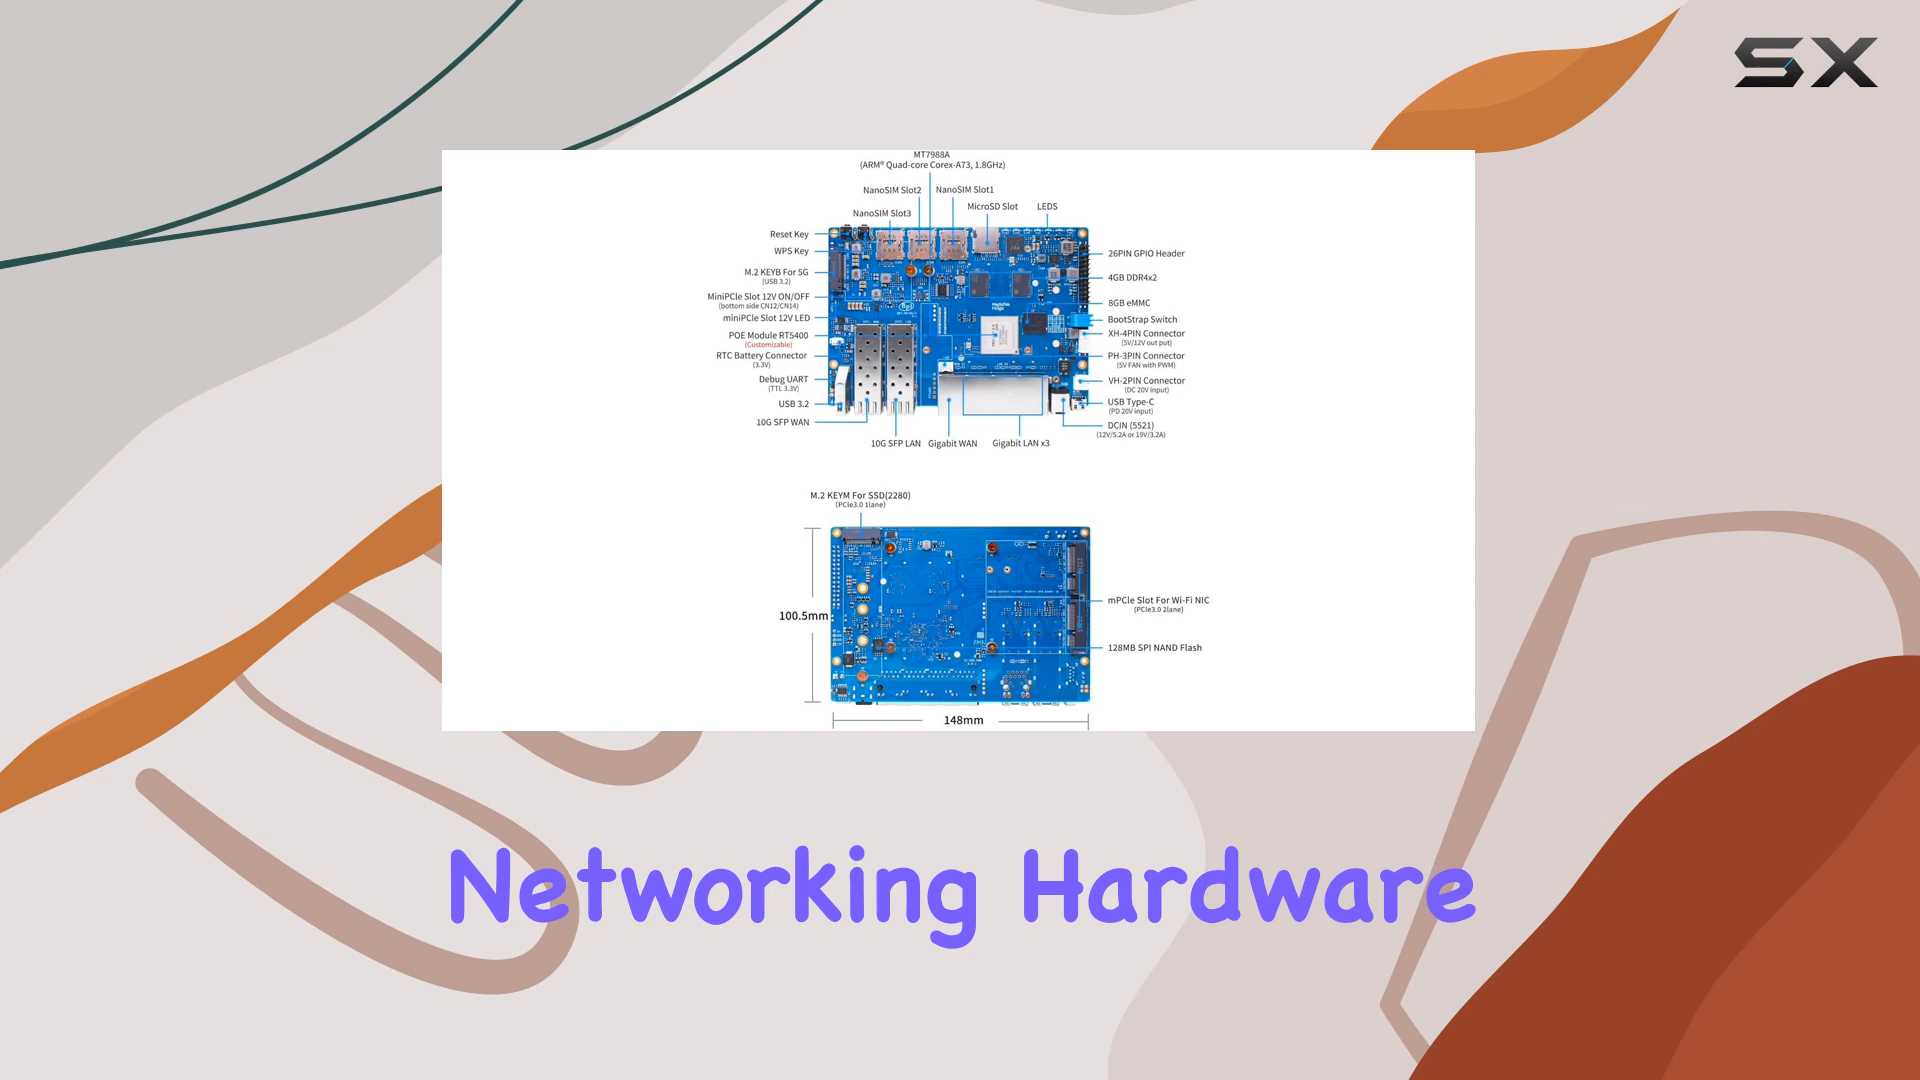 SX
MT7988A
(ARM® Quad-core Corex-A73, 1.8GHz)
NanoSIM Slot2
NanoSIM Slot1
NanoSIM Slot3
MicroSD Slot
LEDS
Reset Key
WPS Key
M.2 KEYB For 5G
(USB 3.2)
MiniPCle Slot 12V ON/OFF
(bottom side CN12/CN14)
miniPCle Slot 12V LED
POE Module RT5400
(Customizable)
RTC Battery Connector
(3.3V)
Debug UART
(TTL 3.3V)
USB 3.2
10G SFP WAN
10G SFP LAN
Gigabit WAN
Gigabit LAN x3
26PIN GPIO Header
4GB DDR4x2
8GB eMMC
BootStrap Switch
XH-4PIN Connector
(5V/12V out put)
PH-3PIN Connector
(5V FAN with PWM)
VH-2PIN Connector
(DC 20V input)
USB Type-C
(PD 20V input)
DCIN (5521)
(12V/5.2A or 19V/3.2A)
M.2 KEYM For SSD(2280)
(PCle3.0 1lane)
100.5mm
mPCle Slot For Wi-Fi NIC
(PCle3.0 2lane)
128MB SPI NAND Flash
148mm
Networking Hardware